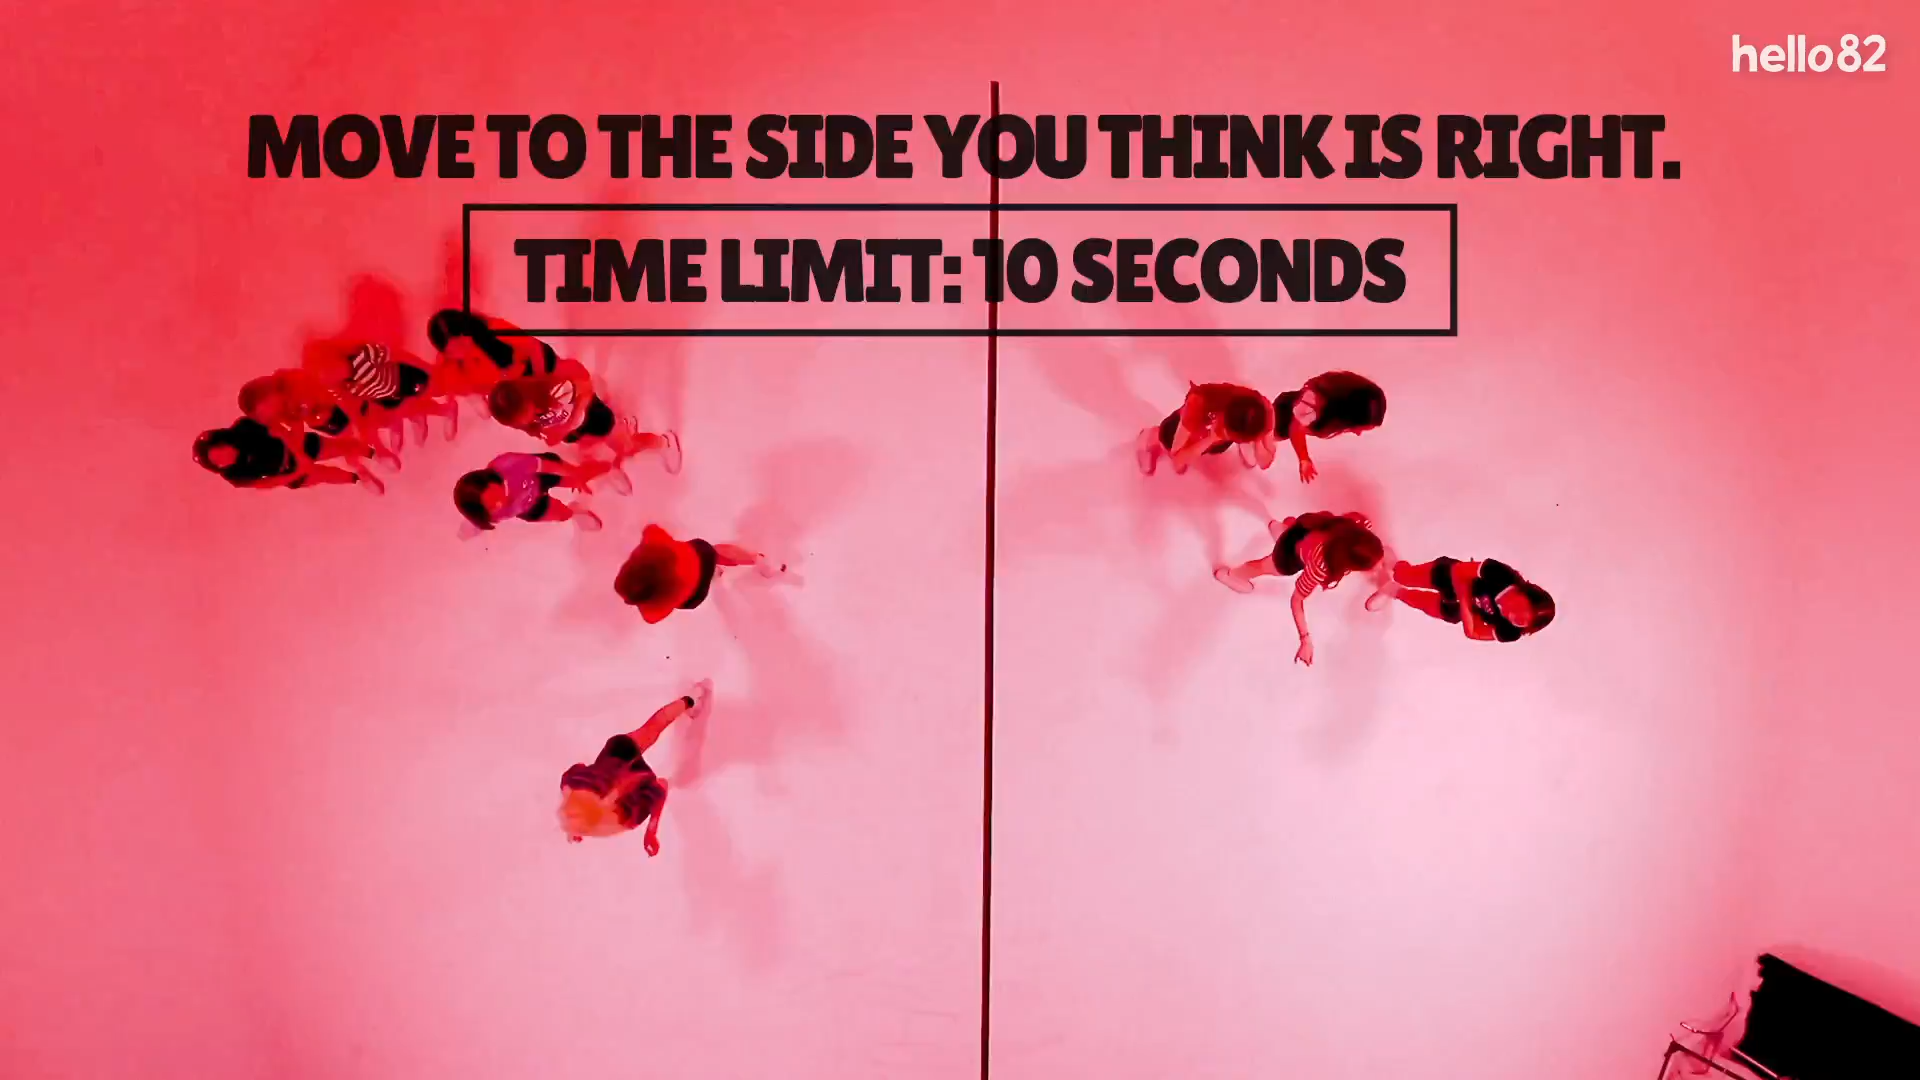 hello82
MOVE TO THE SIDE YOU THINK IS RIGHT.
TIME LIMIT: 10 SECONDS